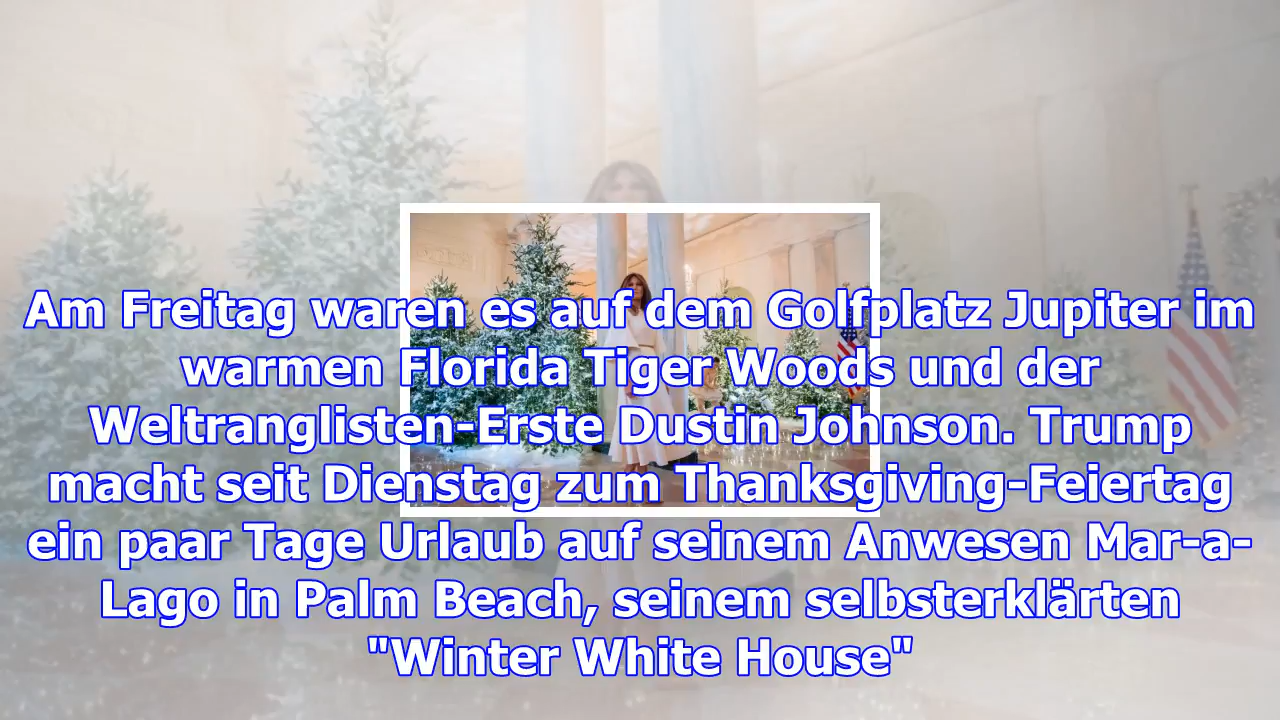 Am Freitag waren es auf dem Golfplatz Jupiter im
warmen Florida Tiger Woods und der
Weltranglisten-Erste Dustin Johnson. Trump
macht seit Dienstag zum Thanksgiving-Feiertag
ein paar Tage Urlaub auf seinem Anwesen Mar-a-
Lago in Palm Beach, seinem selbsterklärten
"Winter White House"